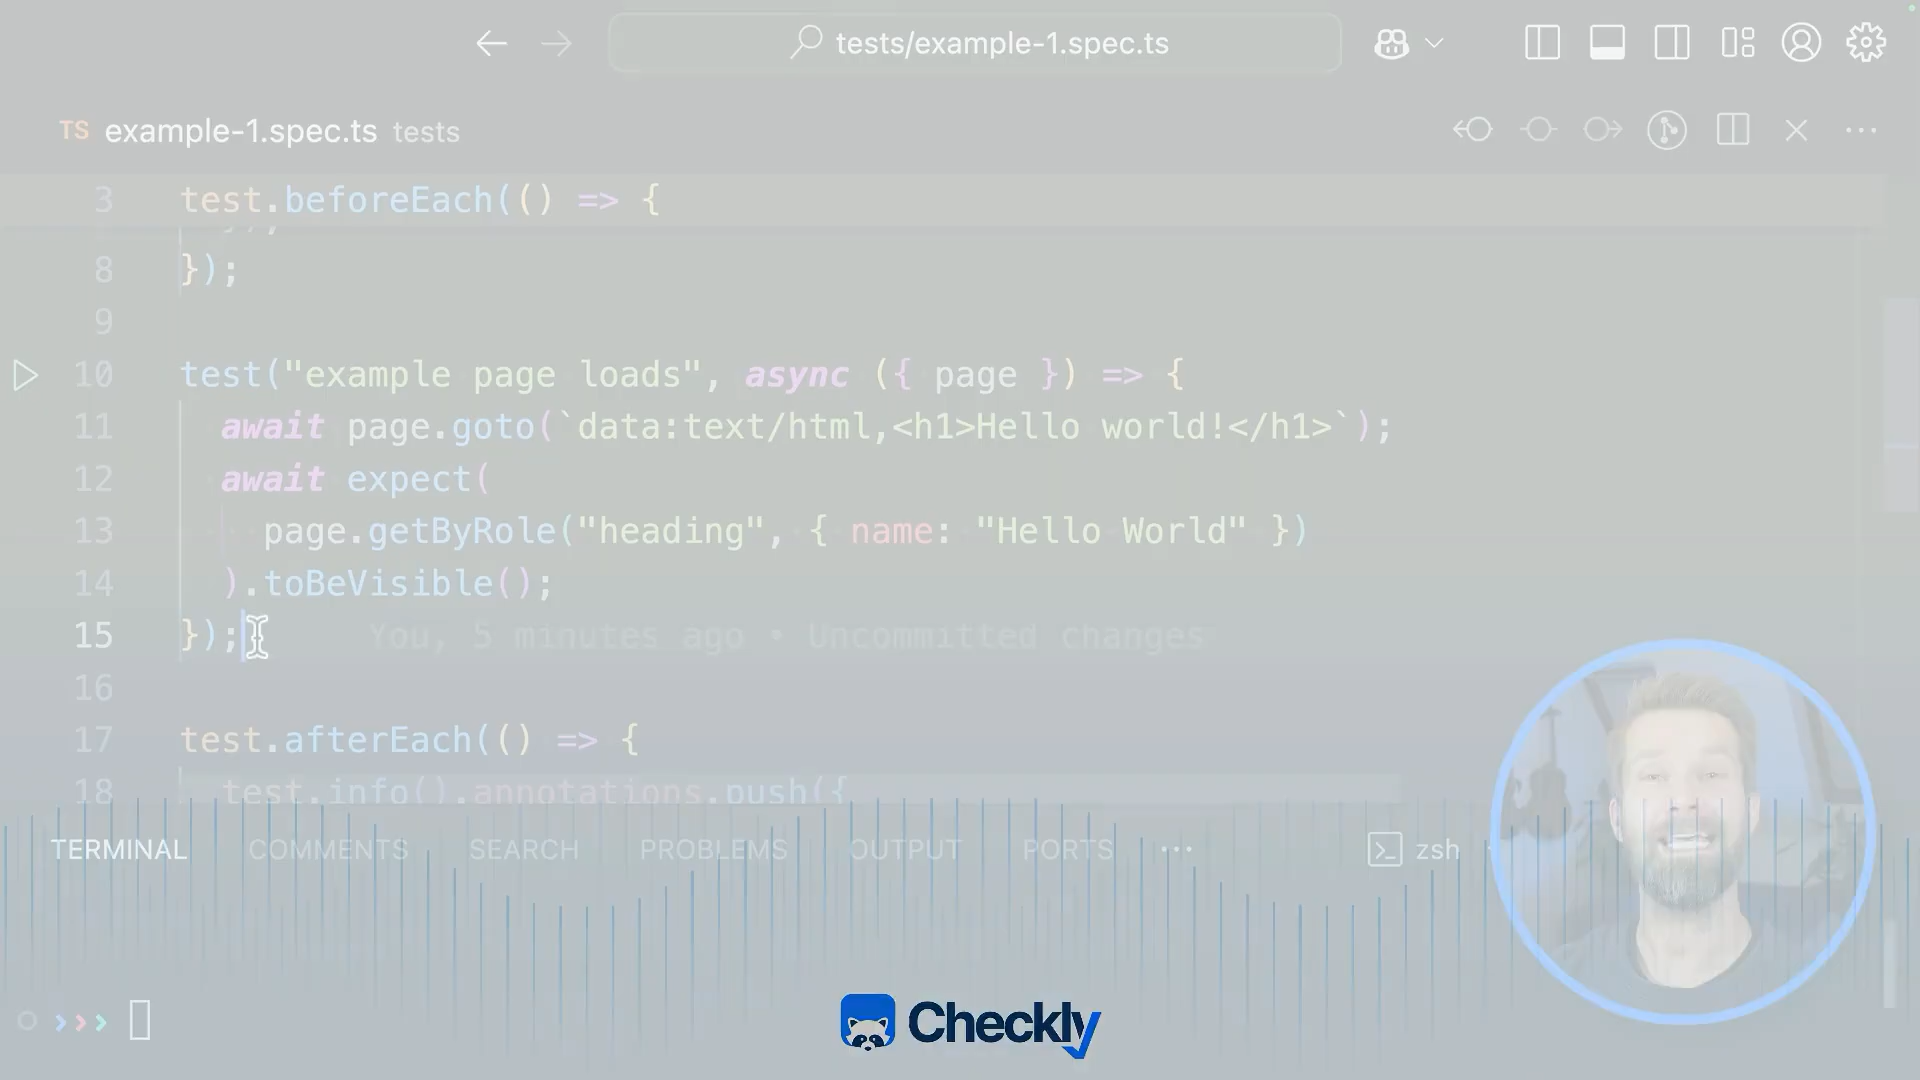 tests/example-1.spec.ts
TS example-1.spec.ts tests
3 test.beforeEach(() => {
});
8 });
9
10 test("example page loads", async ({ page }) => {
11 await page.goto(`data:text/html,<h1>Hello world!</h1>`);
12 await expect(
13 page.getByRole("heading", { name: "Hello World" })
14 ).toBeVisible();
15 }); You, 5 minutes ago • Uncommitted changes
16
17 test.afterEach(() => {
18 test.info().annotations.push({
TERMINAL COMMENTS SEARCH PROBLEMS OUTPUT PORTS ··· zsh
Checkly